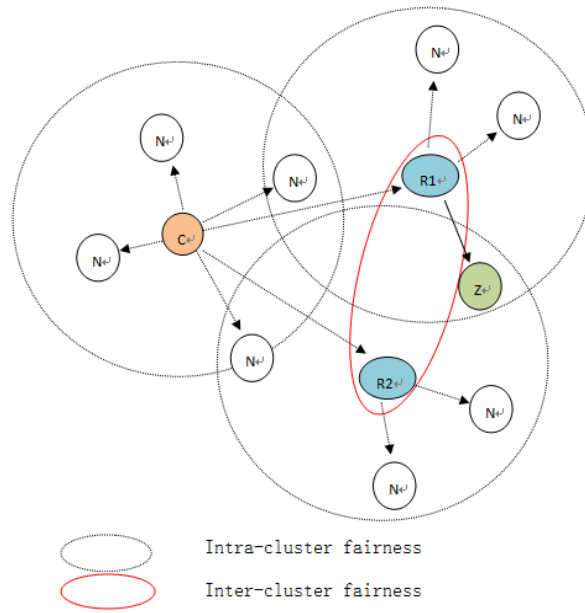 N↵
N↵
N↵
N↵
R1↵
C↵
N↵
Z↵
N↵
R2↵
N↵
N↵
Intra-cluster fairness
Inter-cluster fairness